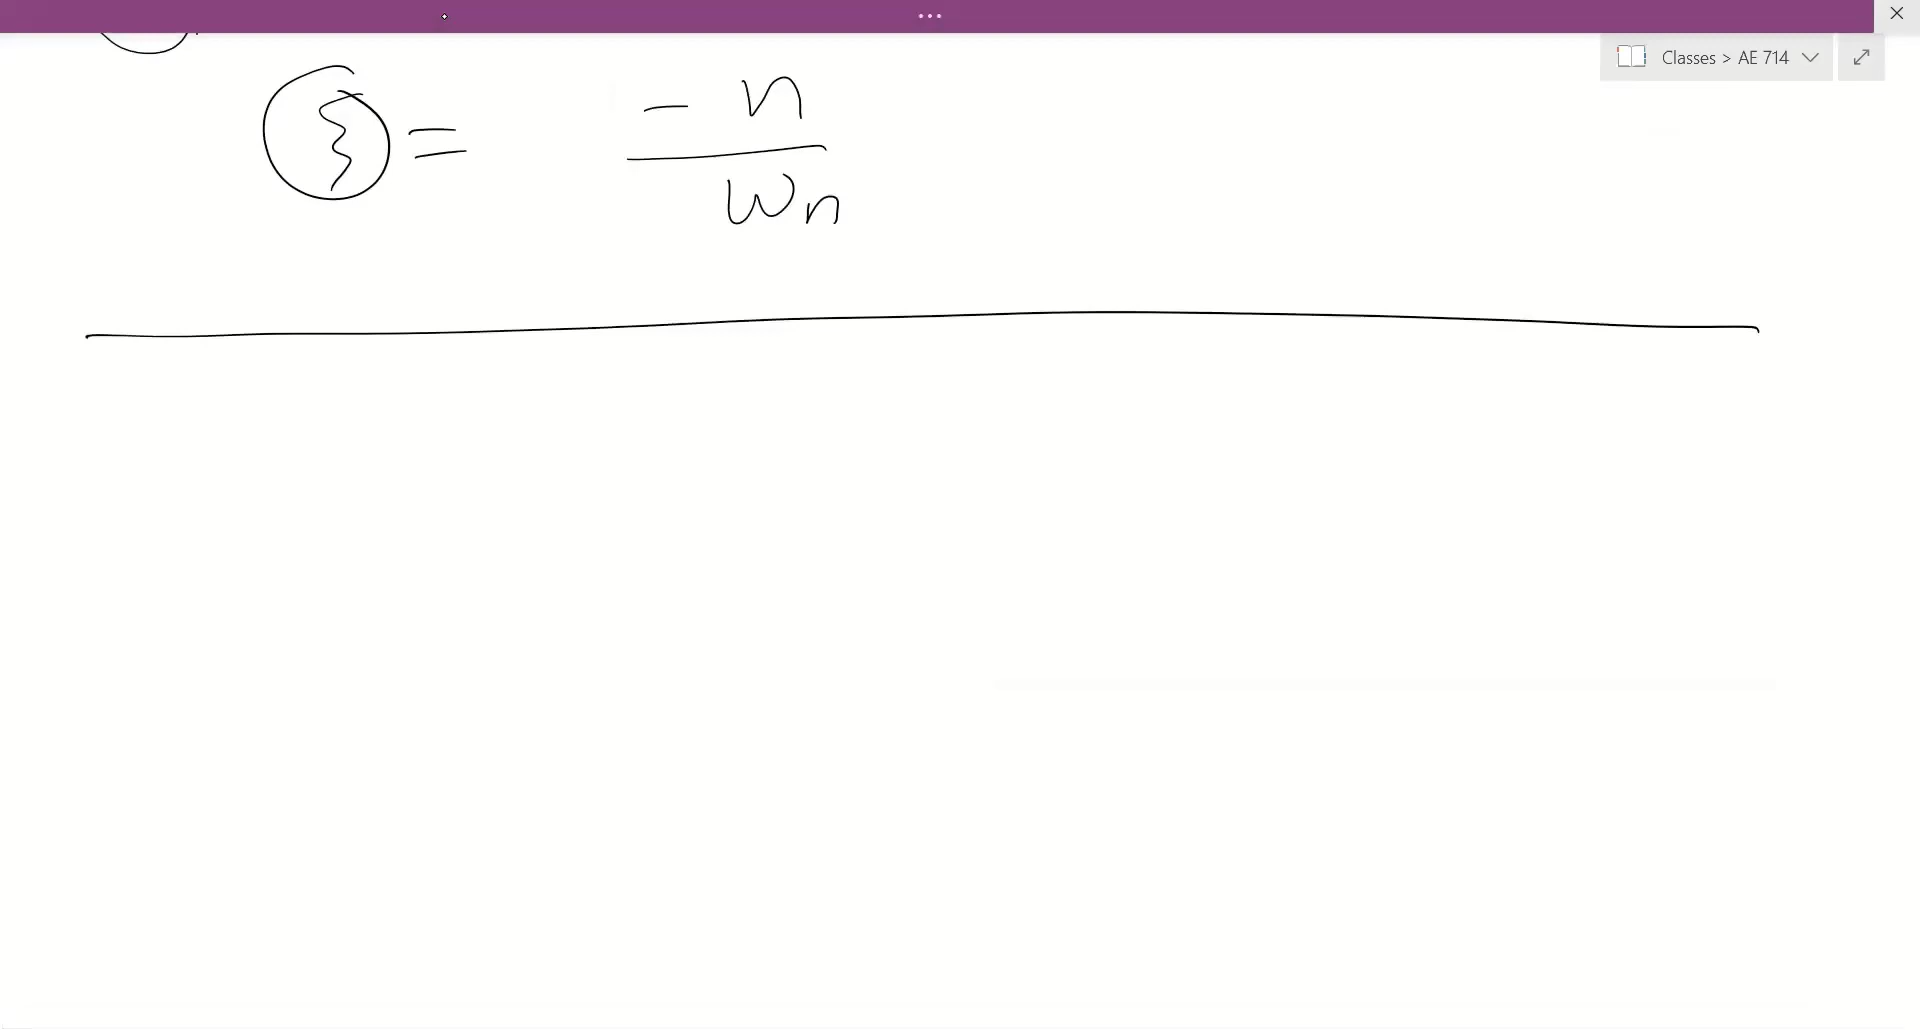 Classes > AE 714
ξ = - n
ωn